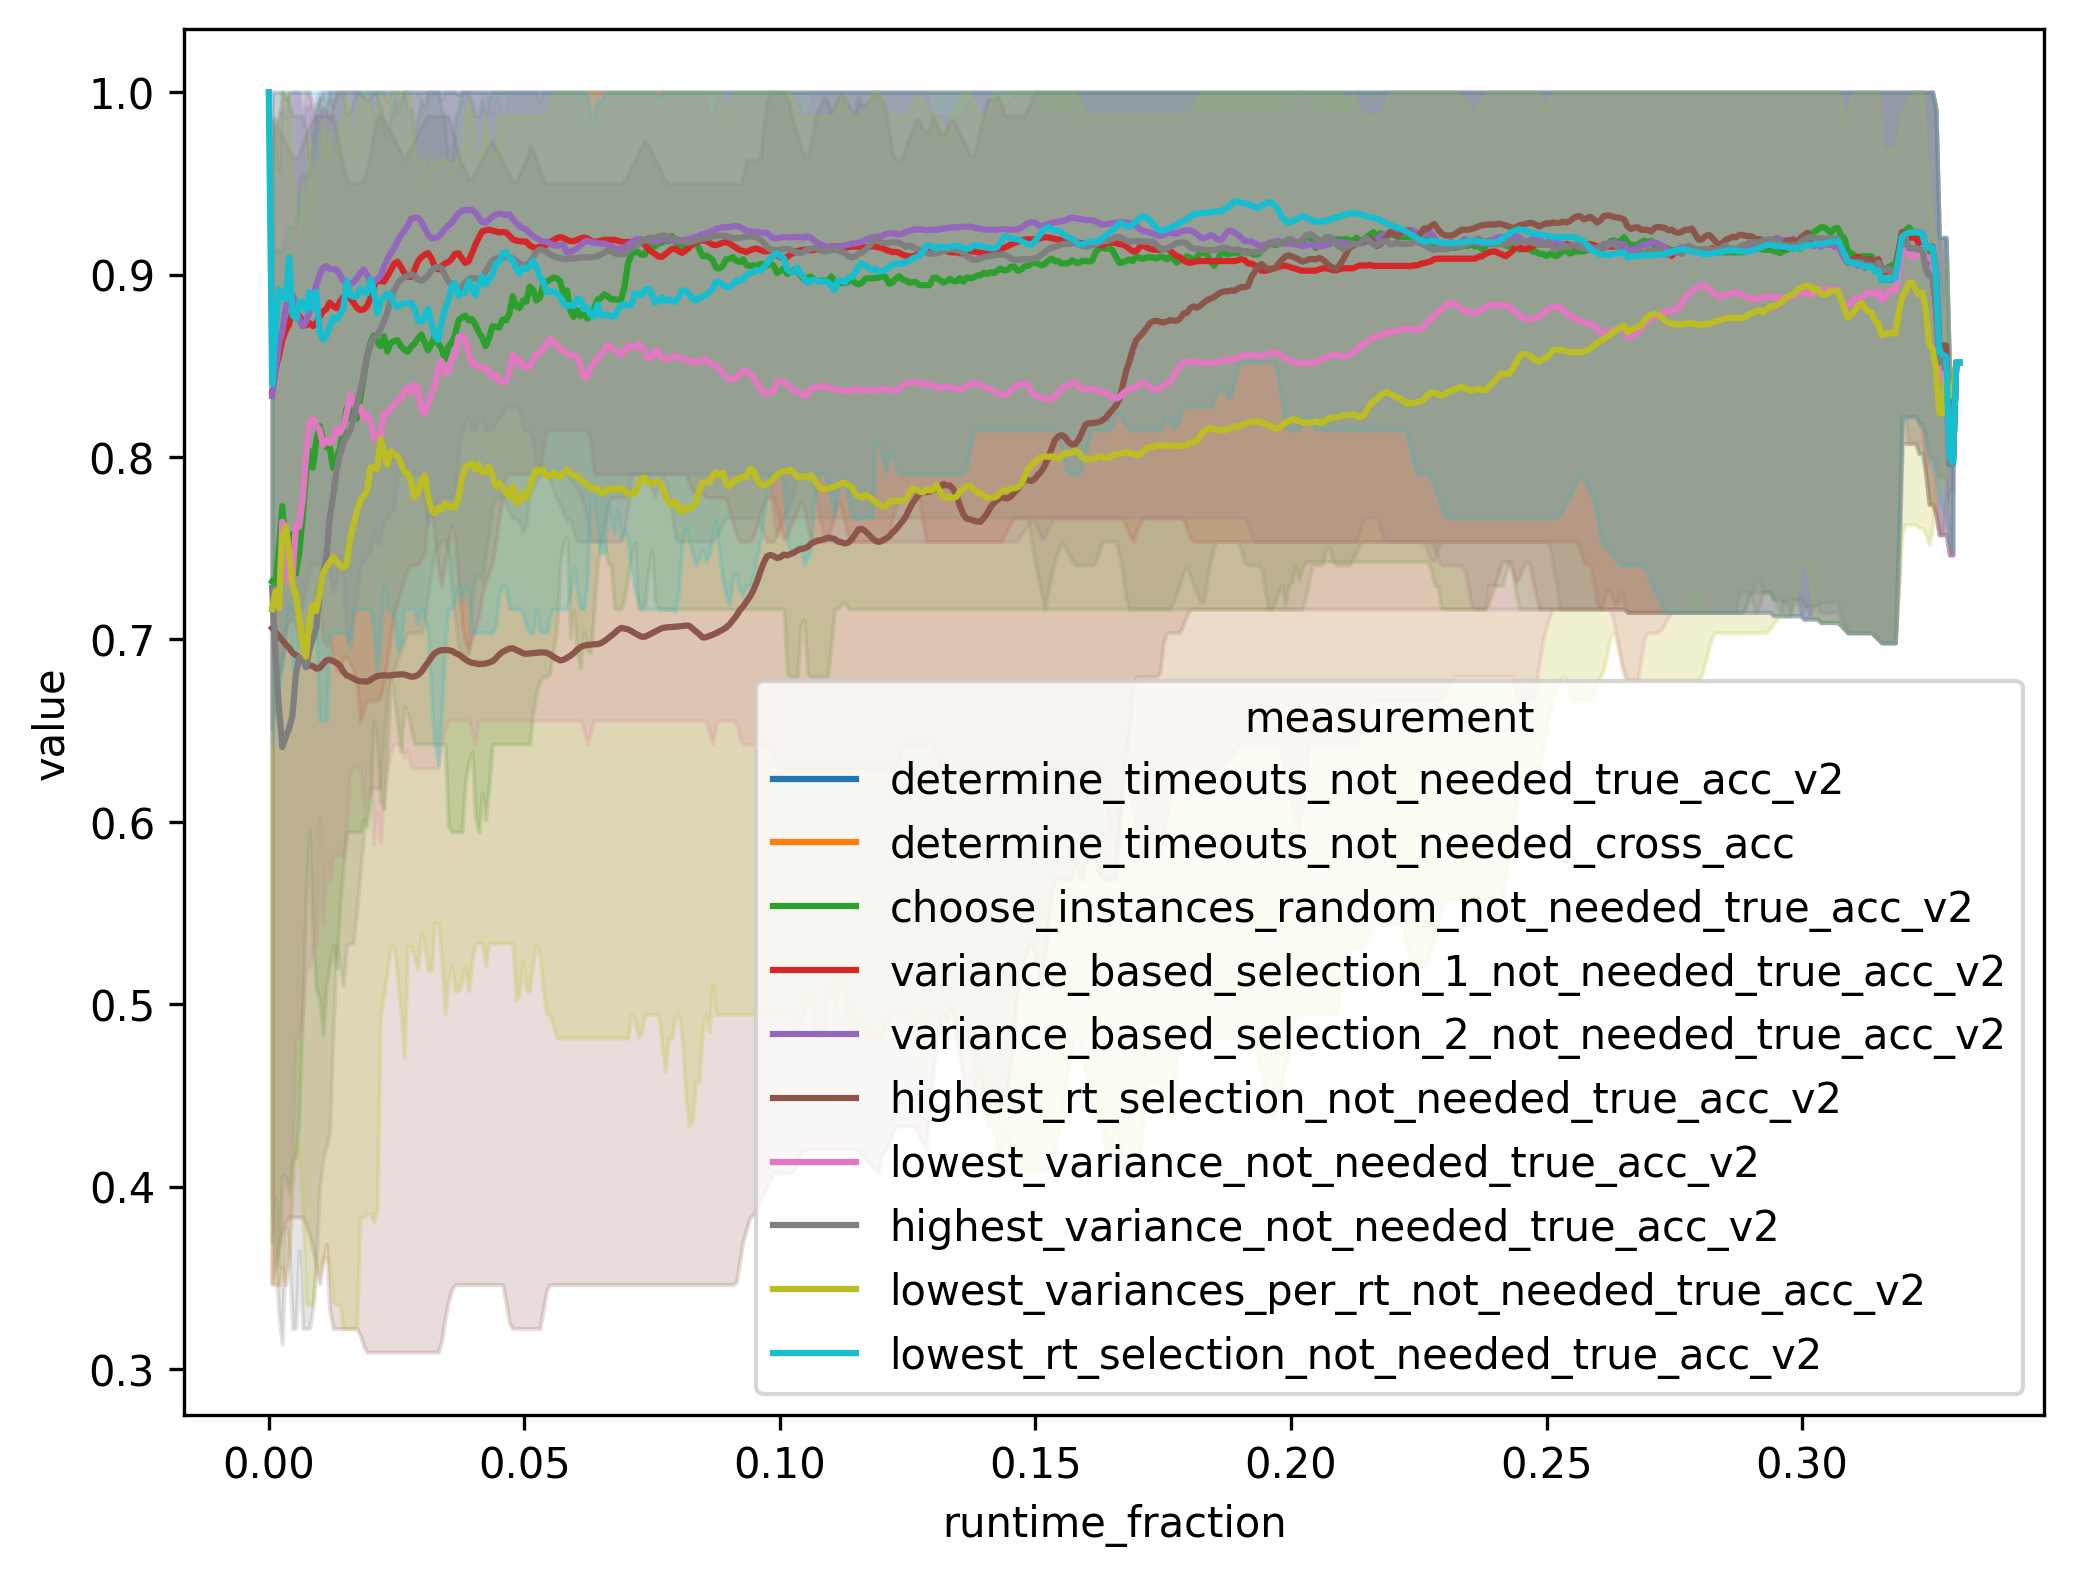 1.0
0.9
0.8
0.7
0.6
0.5
0.4
0.3
value
measurement
determine_timeouts_not_needed_true_acc_v2
determine_timeouts_not_needed_cross_acc
choose_instances_random_not_needed_true_acc_v2
variance_based_selection_1_not_needed_true_acc_v2
variance_based_selection_2_not_needed_true_acc_v2
highest_rt_selection_not_needed_true_acc_v2
lowest_variance_not_needed_true_acc_v2
highest_variance_not_needed_true_acc_v2
lowest_variances_per_rt_not_needed_true_acc_v2
lowest_rt_selection_not_needed_true_acc_v2
0.00 0.05 0.10 0.15 0.20 0.25 0.30
runtime_fraction